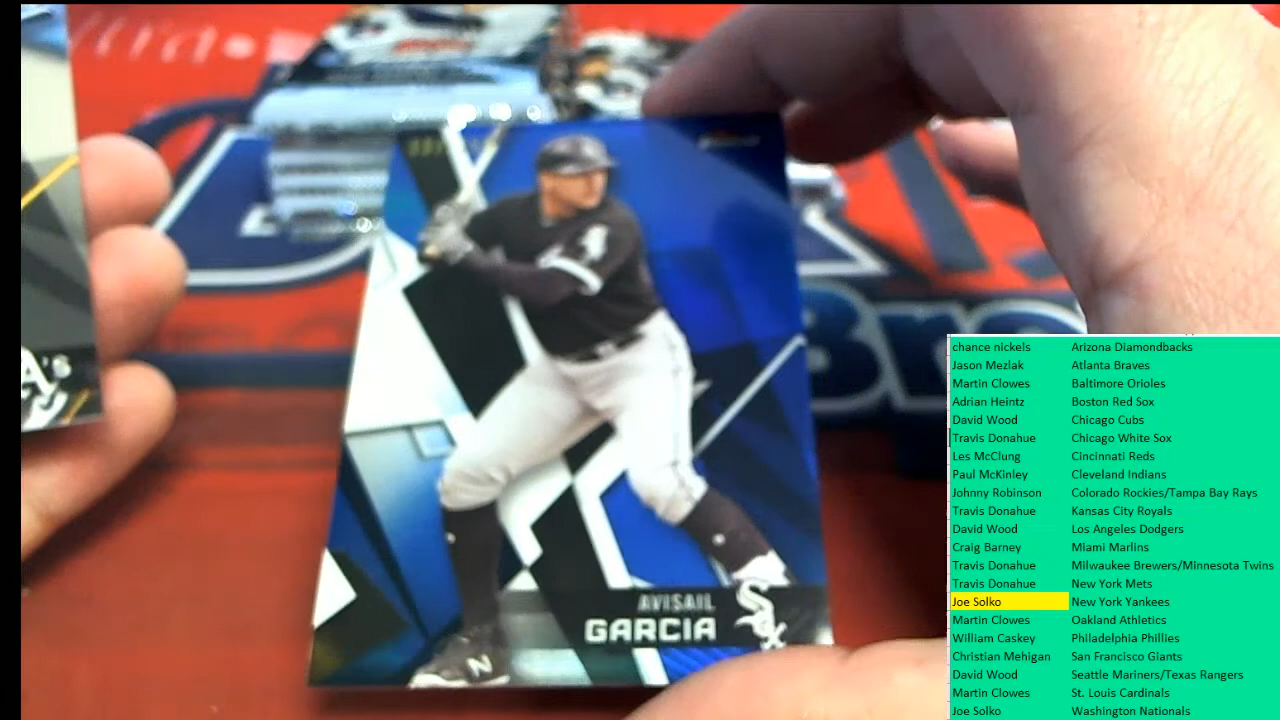 A's
AVISAIL
GARCIA
Sox
N
chance nickels Arizona Diamondbacks
Jason Mezlak Atlanta Braves
Martin Clowes Baltimore Orioles
Adrian Heintz Boston Red Sox
David Wood Chicago Cubs
Travis Donahue Chicago White Sox
Les McClung Cincinnati Reds
Paul McKinley Cleveland Indians
Johnny Robinson Colorado Rockies/Tampa Bay Rays
Travis Donahue Kansas City Royals
David Wood Los Angeles Dodgers
Craig Barney Miami Marlins
Travis Donahue Milwaukee Brewers/Minnesota Twins
Travis Donahue New York Mets
Joe Solko New York Yankees
Martin Clowes Oakland Athletics
William Caskey Philadelphia Phillies
Christian Mehigan San Francisco Giants
David Wood Seattle Mariners/Texas Rangers
Martin Clowes St. Louis Cardinals
Joe Solko Washington Nationals